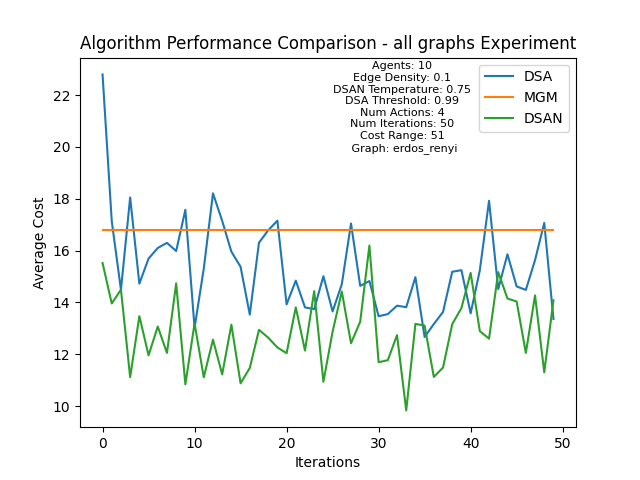 Algorithm Performance Comparison - all graphs Experiment
Agents: 10
Edge Density: 0.1
DSAN Temperature: 0.75
DSA Threshold: 0.99
Num Actions: 4
Num Iterations: 50
Cost Range: 51
Graph: erdos_renyi
DSA
MGM
DSAN
Average Cost
22
20
18
16
14
12
10
0 10 20 30 40 50
Iterations